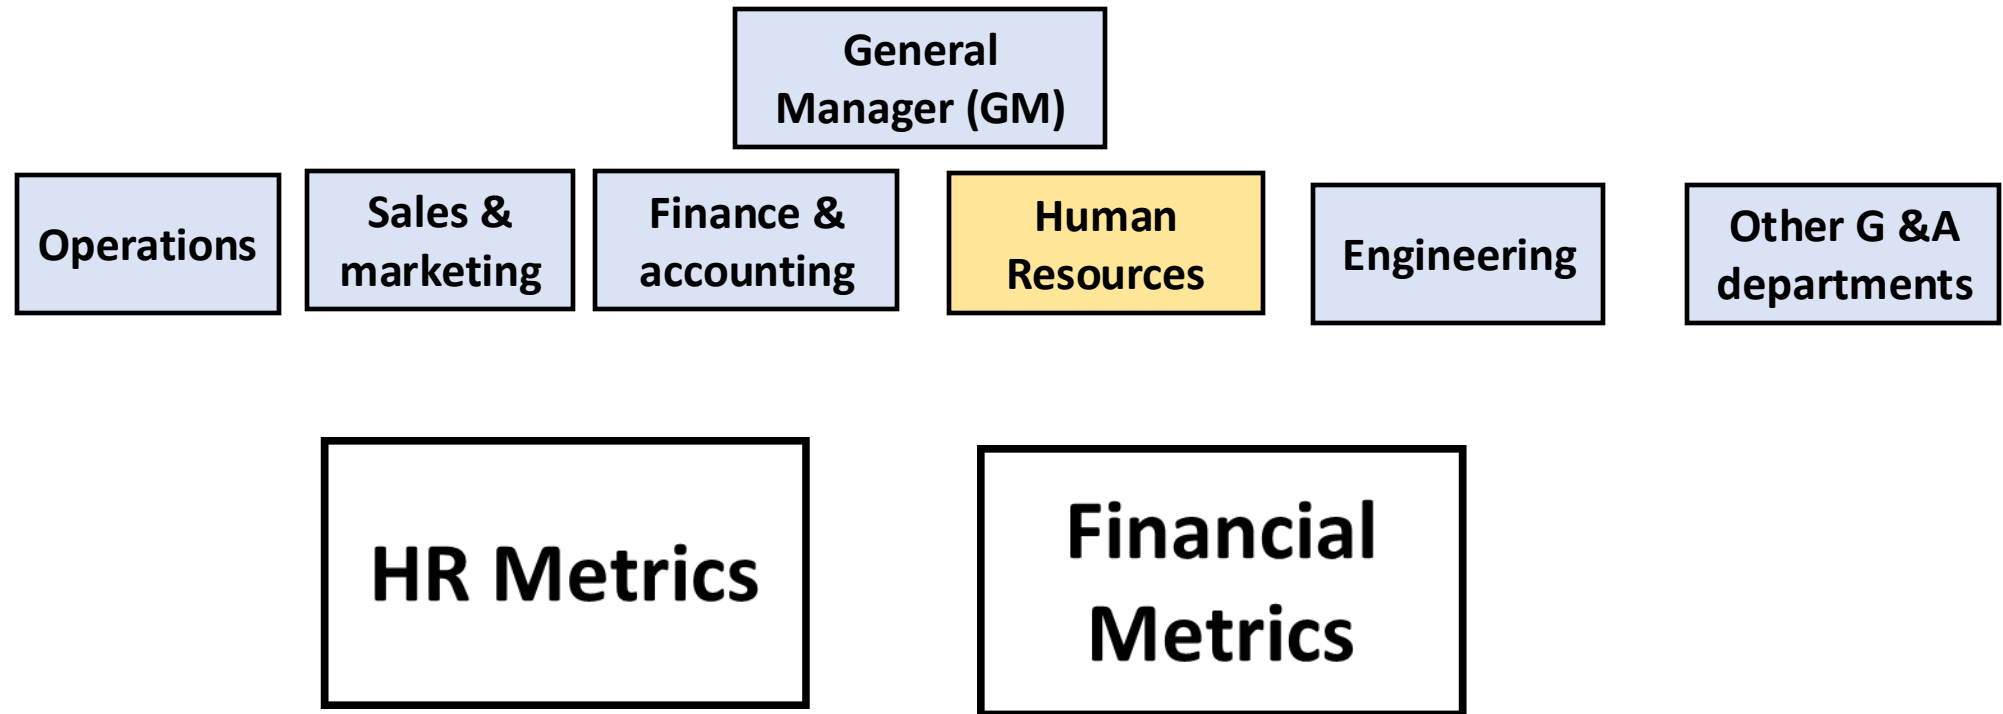 General
Manager (GM)
Operations
Sales &
marketing
Finance &
accounting
Human
Resources
Engineering
Other G &A
departments
HR Metrics
Financial
Metrics